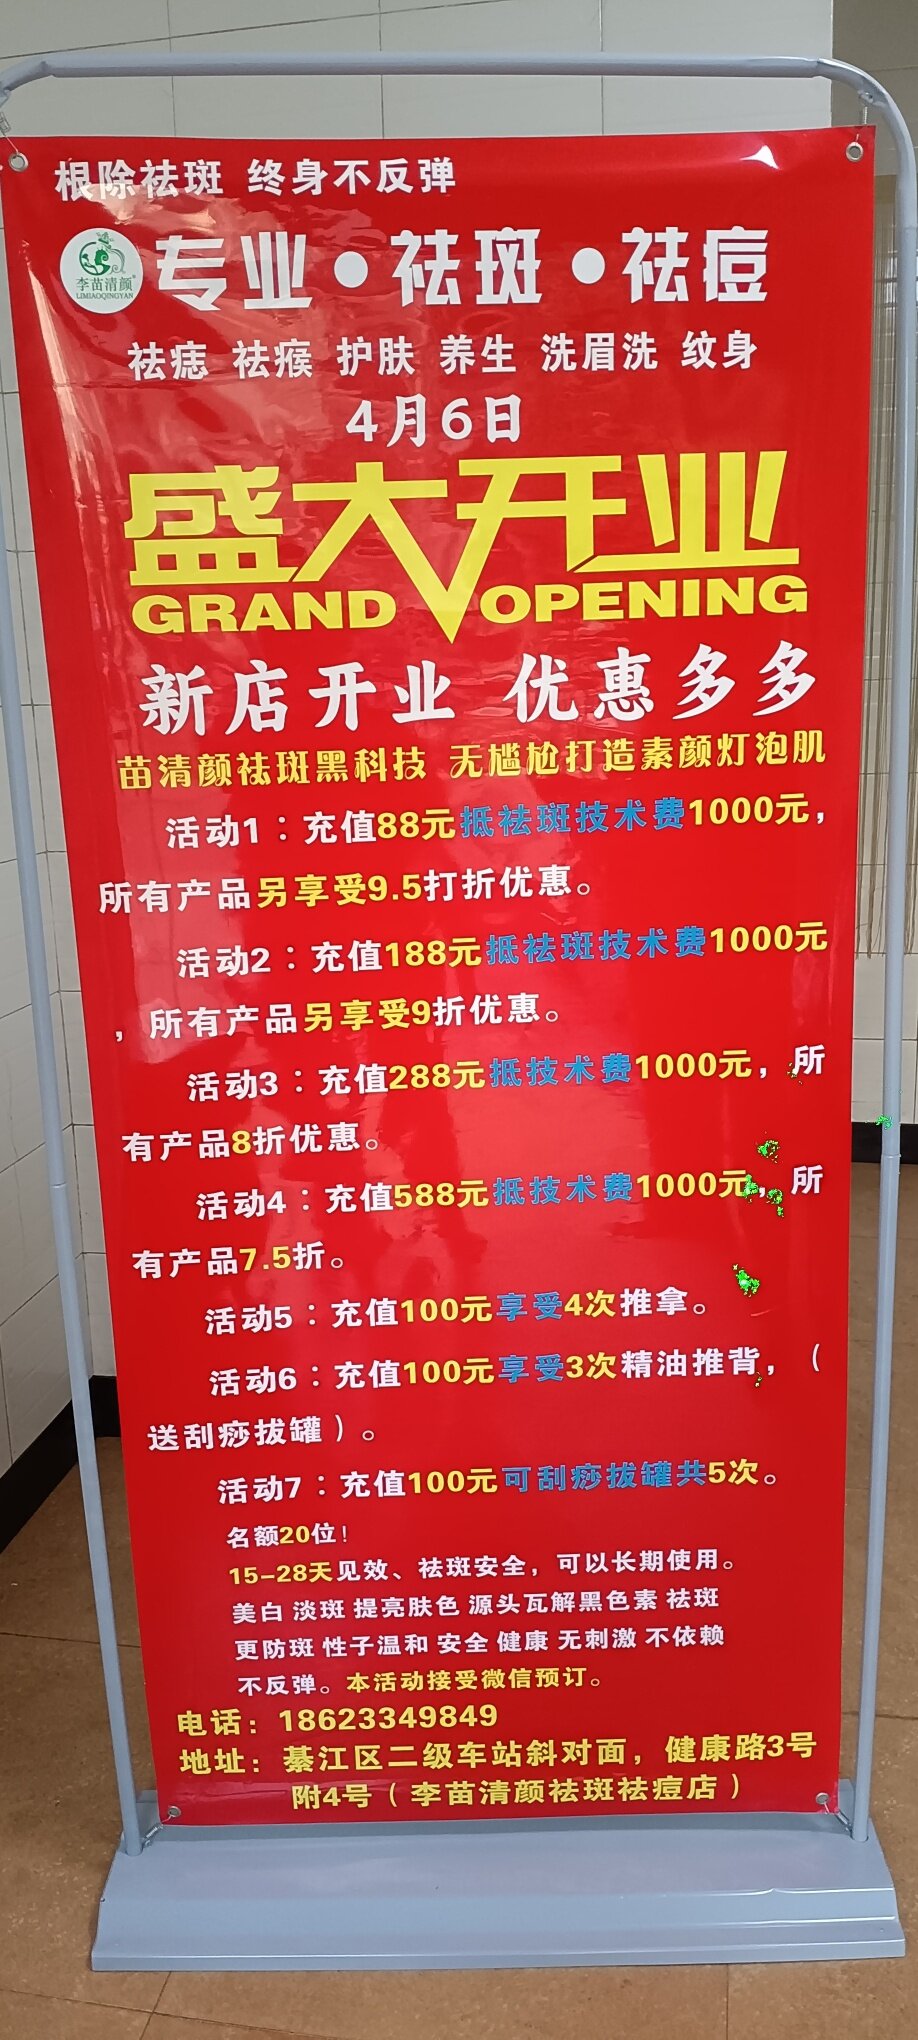 根除祛斑 终身不反弹
李苗清颜
LIMIAOQINGYAN
专业·祛斑·祛痘
祛痣 祛瘊 护肤 养生 洗眉洗 纹身
4月6日
盛大开业
GRAND OPENING
新店开业 优惠多多
苗清颜祛斑黑科技 无尴尬打造素颜灯泡肌
活动1：充值88元抵祛斑技术费1000元，
所有产品另享受9.5打折优惠。
活动2：充值188元抵祛斑技术费1000元
，所有产品另享受9折优惠。
活动3：充值288元抵技术费1000元，所
有产品8折优惠。
活动4：充值588元抵技术费1000元，所
有产品7.5折。
活动5：充值100元享受4次推拿。
活动6：充值100元享受3次精油推背，（
送刮痧拔罐）。
活动7：充值100元可刮痧拔罐共5次。
名额20位！
15-28天见效、祛斑安全，可以长期使用。
美白 淡斑 提亮肤色 源头瓦解黑色素 祛斑
更防斑 性子温和 安全 健康 无刺激 不依赖
不反弹。本活动接受微信预订。
电话：18623349849
地址：綦江区二级车站斜对面，健康路3号
附4号（李苗清颜祛斑祛痘店）